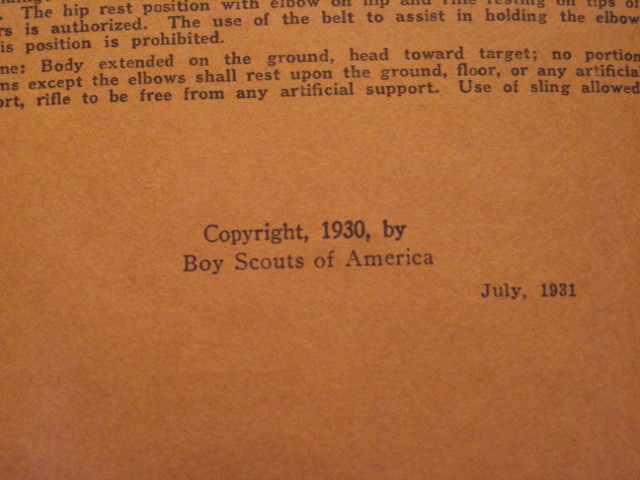 . The hip rest position with elbow on hip and rifle resting on tips of
rs is authorized. The use of the belt to assist in holding the elbow
is position is prohibited.
ne: Body extended on the ground, head toward target; no portion
ms except the elbows shall rest upon the ground, floor, or any artificial
ort, rifle to be free from any artificial support. Use of sling allowed
Copyright, 1930, by
Boy Scouts of America
July, 1931